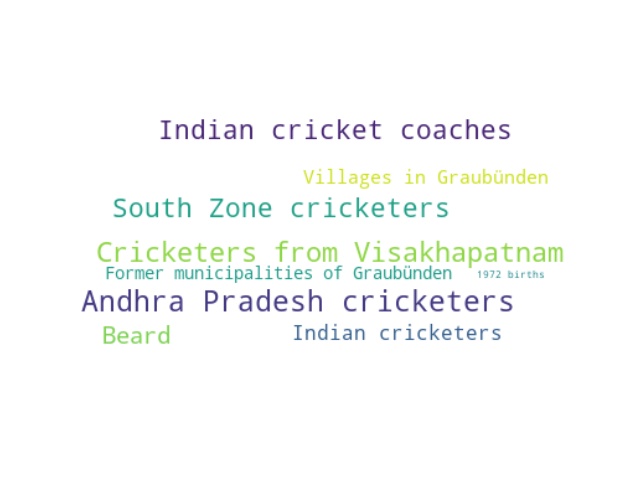 Indian cricket coaches
Villages in Graubünden
South Zone cricketers
Cricketers from Visakhapatnam
Former municipalities of Graubünden
1972 births
Andhra Pradesh cricketers
Beard
Indian cricketers